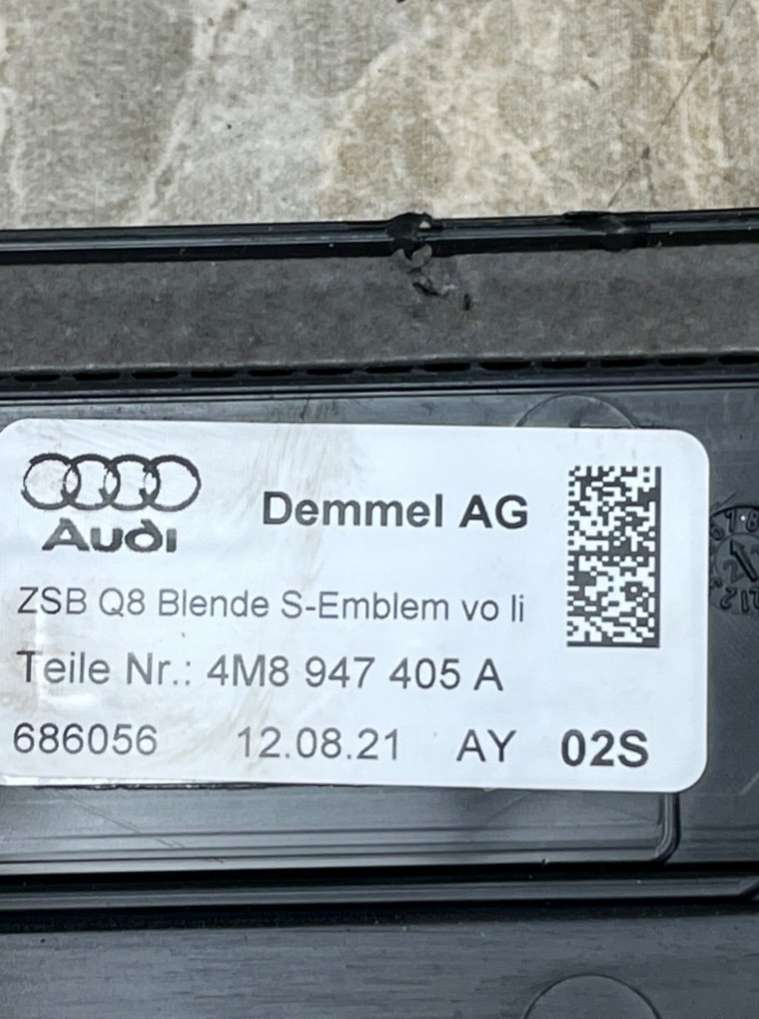 Audi
Demmel AG
ZSB Q8 Blende S-Emblem vo li
Teile Nr.: 4M8 947 405 A
686056 12.08.21 AY 02S